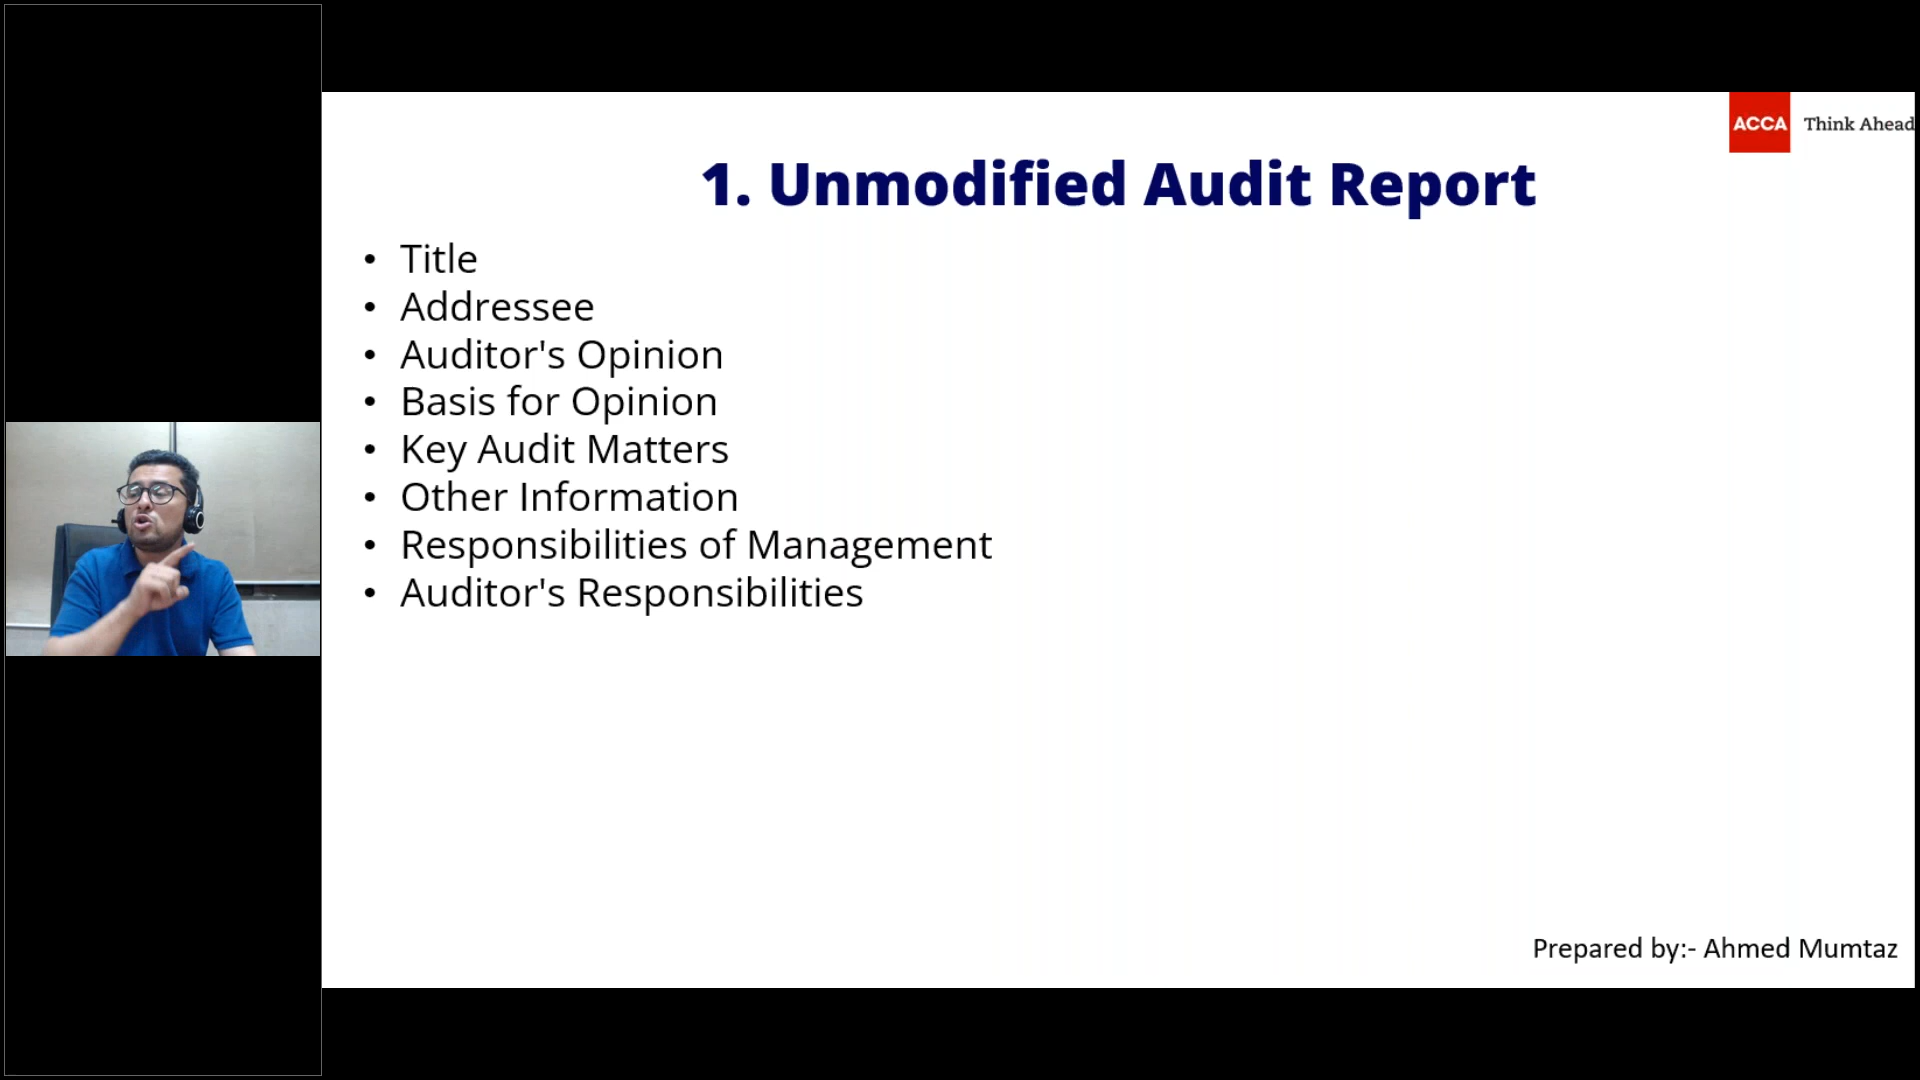 ACCA Think Ahead
1. Unmodified Audit Report
• Title
• Addressee
• Auditor's Opinion
• Basis for Opinion
• Key Audit Matters
• Other Information
• Responsibilities of Management
• Auditor's Responsibilities
Prepared by:- Ahmed Mumtaz